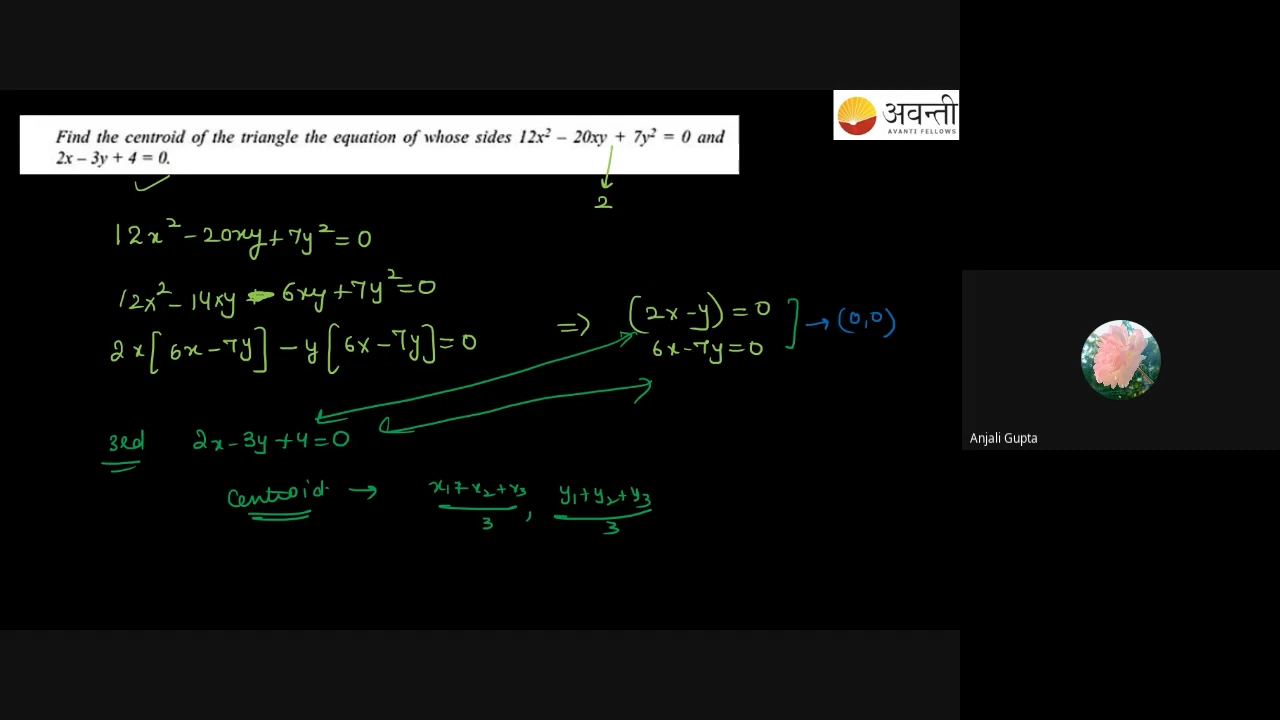 अवन्ती
AVANTI FELLOWS
Find the centroid of the triangle the equation of whose sides 12x² – 20xy + 7y² = 0 and
2x – 3y + 4 = 0.
2
12x² - 20xy + 7y² = 0
12x² - 14xy - 6xy + 7y² = 0
2x[6x - 7y] - y[6x - 7y] = 0
⇒ (2x - y) = 0
6x - 7y = 0
] → (0,0)
3rd 2x - 3y + 4 = 0
Centroid → x₁+x₂+x₃/3, y₁+y₂+y₃/3
Anjali Gupta